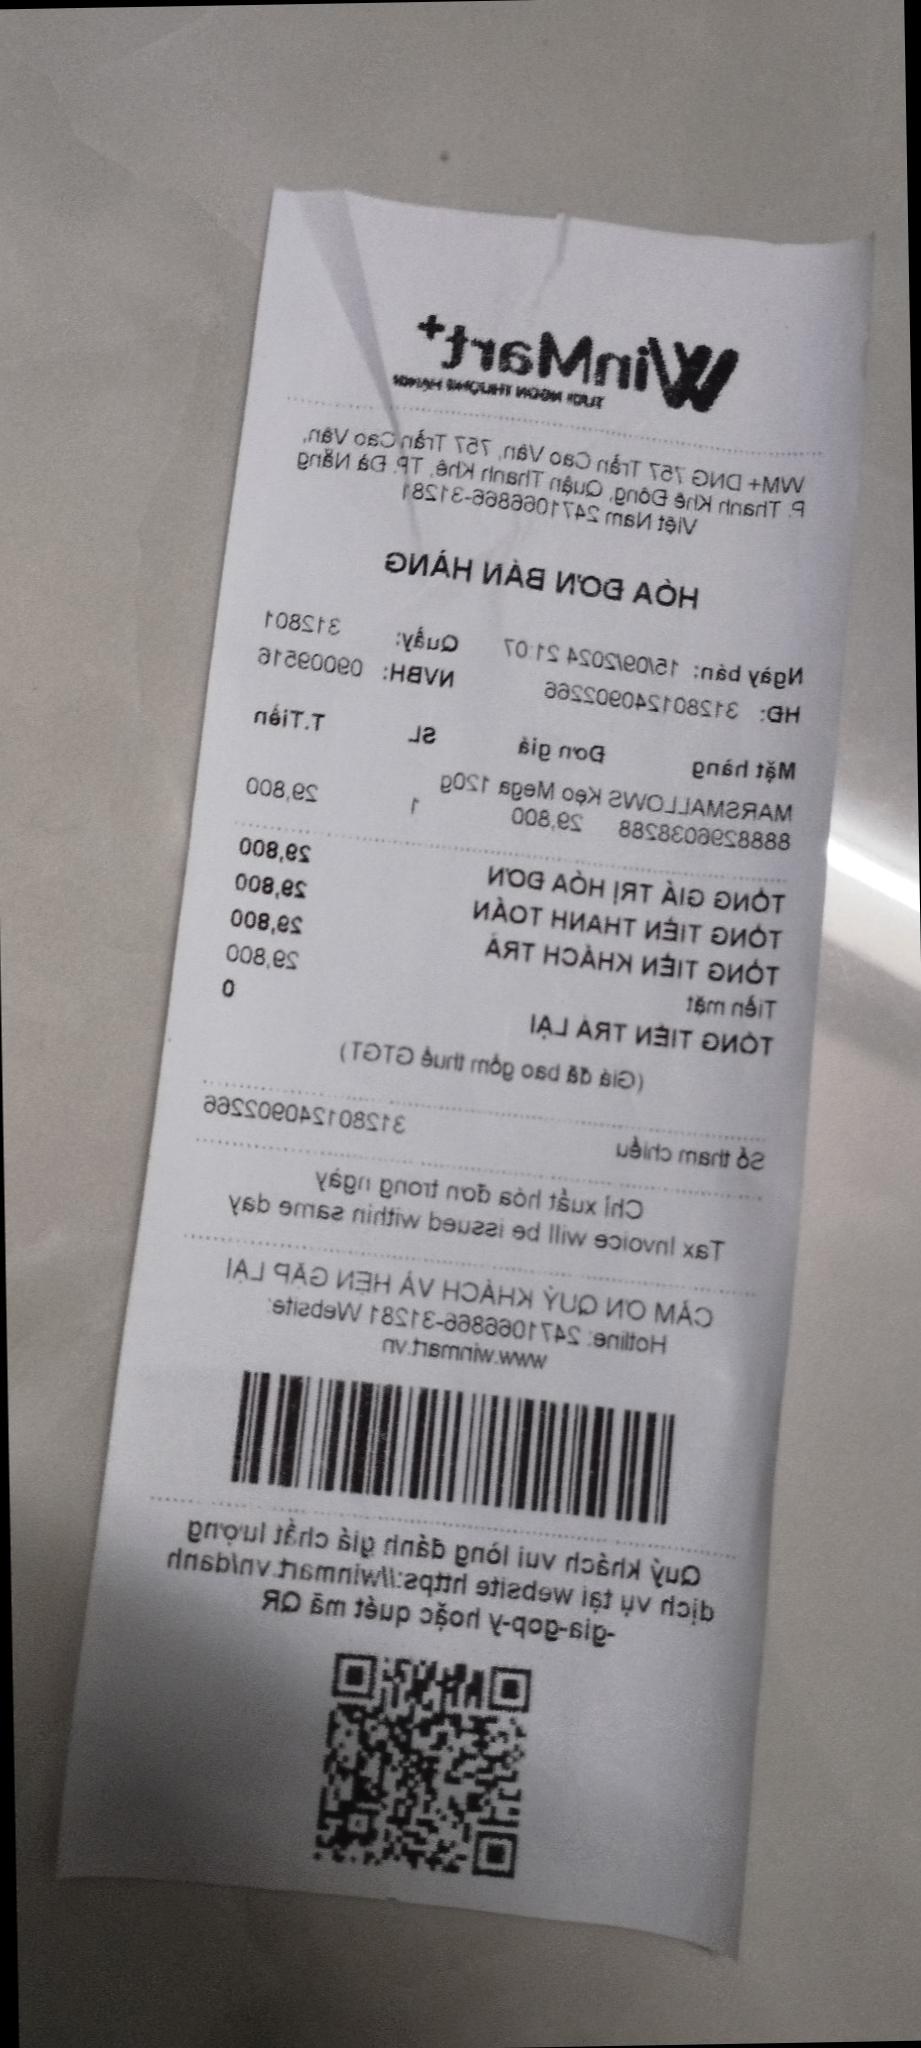 WinMart+
TƯƠI NGON THƯỢNG HẠNG!
WM+ DNG 757 Trần Cao Vân, 757 Trần Cao Vân,
P. Thanh Khê Đông, Quận Thanh Khê, TP. Đà Nẵng
Việt Nam 2471066866-31281
HÓA ĐƠN BÁN HÀNG
Ngày bán: 15/09/2024 21:07 Quầy: 312801
HĐ: 312801240902266 NVBH: 09009516
Mặt hàng Đơn giá SL T.Tiền
MARSMALLOWS Kẹo Mega 120g
8888296038288 29,800 1 29,800
TỔNG GIÁ TRỊ HÓA ĐƠN 29,800
TỔNG TIỀN THANH TOÁN 29,800
TỔNG TIỀN KHÁCH TRẢ 29,800
Tiền mặt 29,800
TỔNG TIỀN TRẢ LẠI 0
(Giá đã bao gồm thuế GTGT)
Số tham chiếu 312801240902266
Chỉ xuất hóa đơn trong ngày
Tax Invoice will be issued within same day
CẢM ƠN QUÝ KHÁCH VÀ HẸN GẶP LẠI
Hotline: 2471066866-31281 Website:
www.winmart.vn
Quý khách vui lòng đánh giá chất lượng
dịch vụ tại website https://winmart.vn/danh
-gia-gop-y hoặc quét mã QR